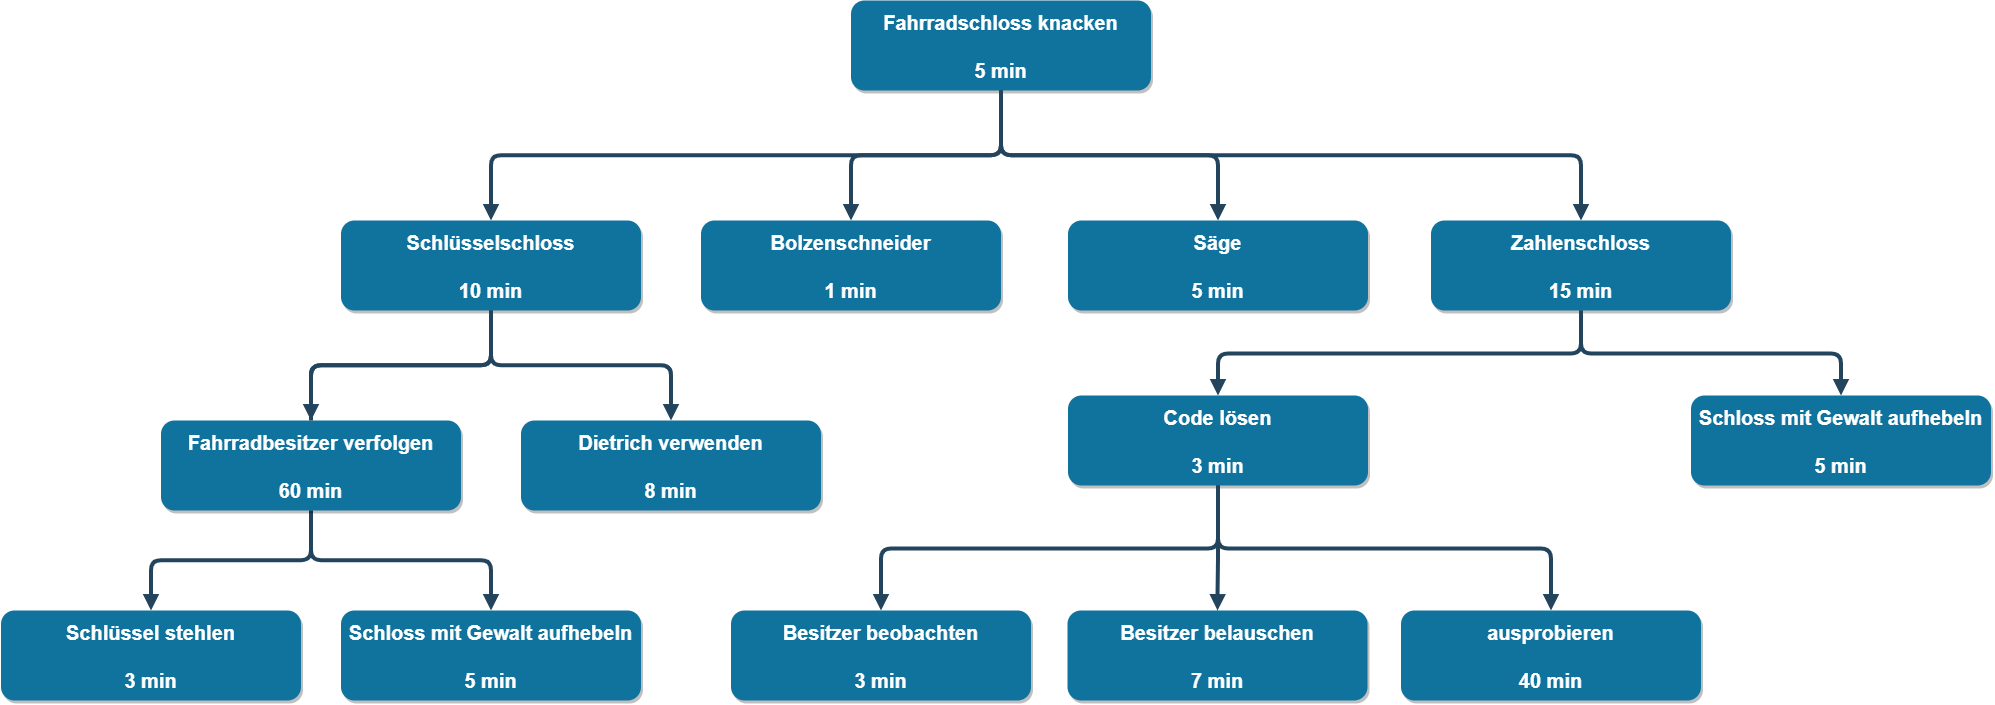 Fahrradschloss knacken
5 min
Schlüsselschloss
10 min
Bolzenschneider
1 min
Säge
5 min
Zahlenschloss
15 min
Code lösen
3 min
Schloss mit Gewalt aufhebeln
5 min
Fahrradbesitzer verfolgen
60 min
Dietrich verwenden
8 min
Schlüssel stehlen
3 min
Schloss mit Gewalt aufhebeln
5 min
Besitzer beobachten
3 min
Besitzer belauschen
7 min
ausprobieren
40 min